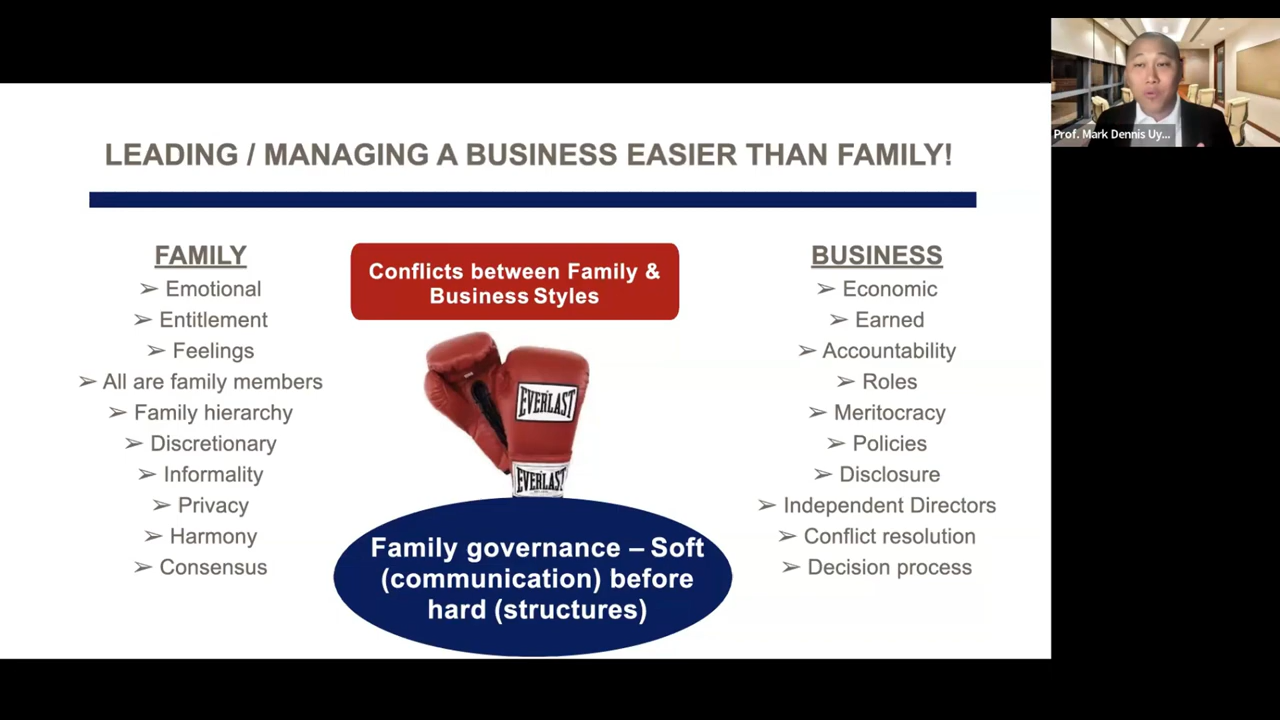 LEADING / MANAGING A BUSINESS EASIER THAN FAMILY!
FAMILY
➢ Emotional
➢ Entitlement
➢ Feelings
➢ All are family members
➢ Family hierarchy
➢ Discretionary
➢ Informality
➢ Privacy
➢ Harmony
➢ Consensus
Conflicts between Family &
Business Styles
EVERLAST
EVERLAST
Family governance – Soft
(communication) before
hard (structures)
BUSINESS
➢ Economic
➢ Earned
➢ Accountability
➢ Roles
➢ Meritocracy
➢ Policies
➢ Disclosure
➢ Independent Directors
➢ Conflict resolution
➢ Decision process
Prof. Mark Dennis Uy...